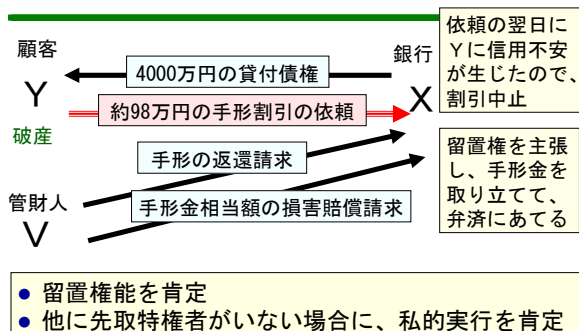 顧客
Y
破産
管財人
V
4000万円の貸付債権
約98万円の手形割引の依頼
手形の返還請求
手形金相当額の損害賠償請求
銀行
X
依頼の翌日に
Yに信用不安
が生じたので、
割引中止
留置権を主張
し、手形金を
取り立てて、
弁済にあてる
● 留置権能を肯定
● 他に先取特権者がいない場合に、私的実行を肯定